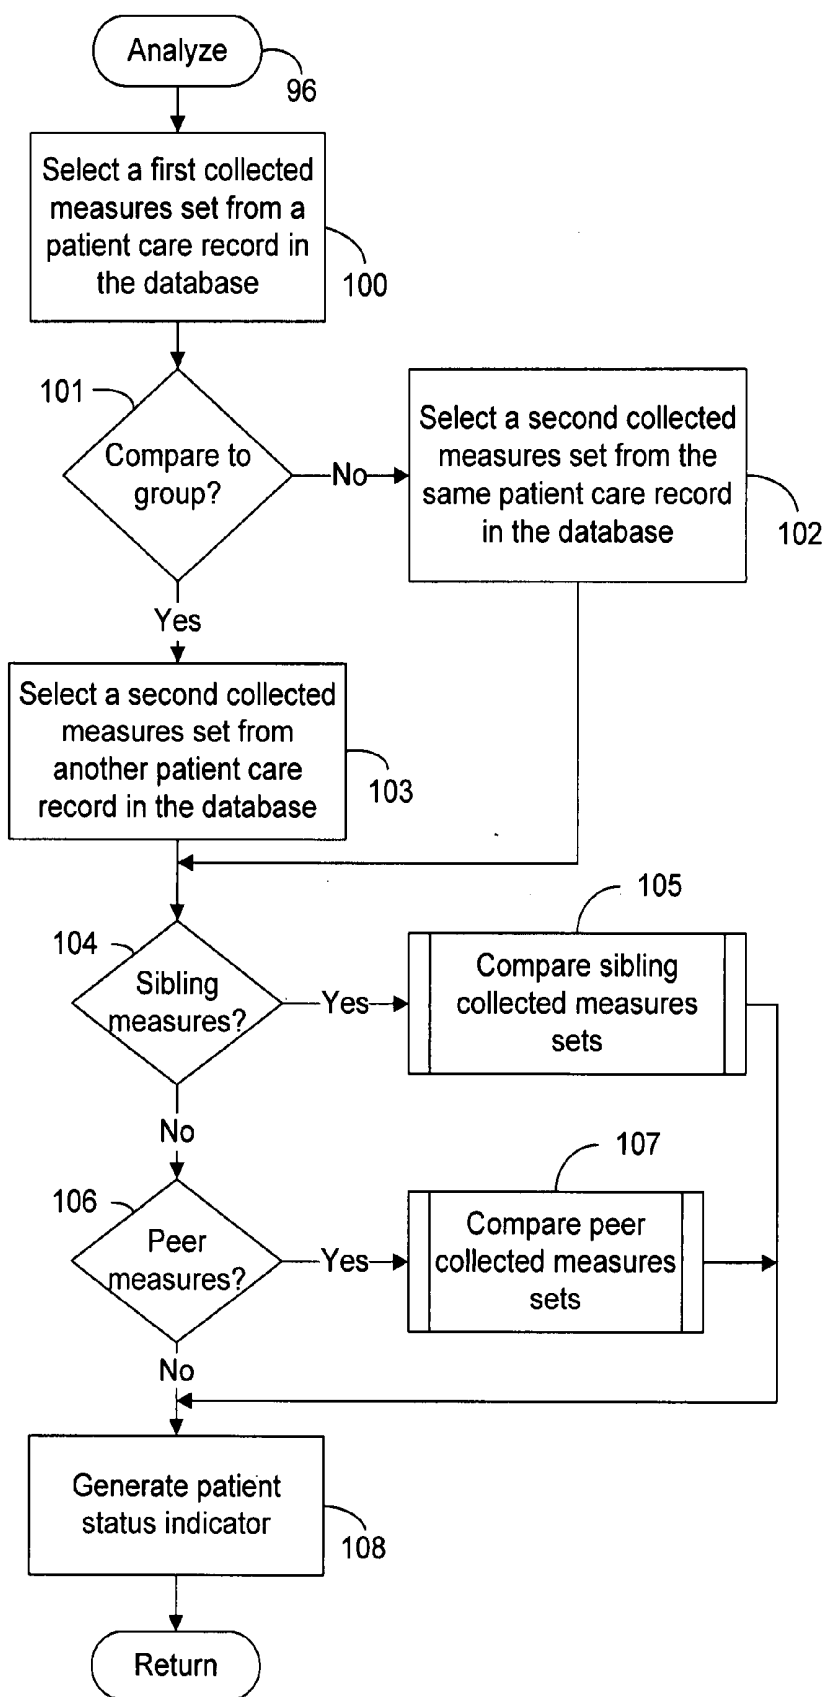 Analyze
96
Select a first collected
measures set from a
patient care record in
the database
100
101
Compare to
group?
No
Select a second collected
measures set from the
same patient care record
in the database
102
Yes
Select a second collected
measures set from
another patient care
record in the database
103
104
Sibling
measures?
Yes
105
Compare sibling
collected measures
sets
No
106
Peer
measures?
Yes
107
Compare peer
collected measures
sets
No
Generate patient
status indicator
108
Return